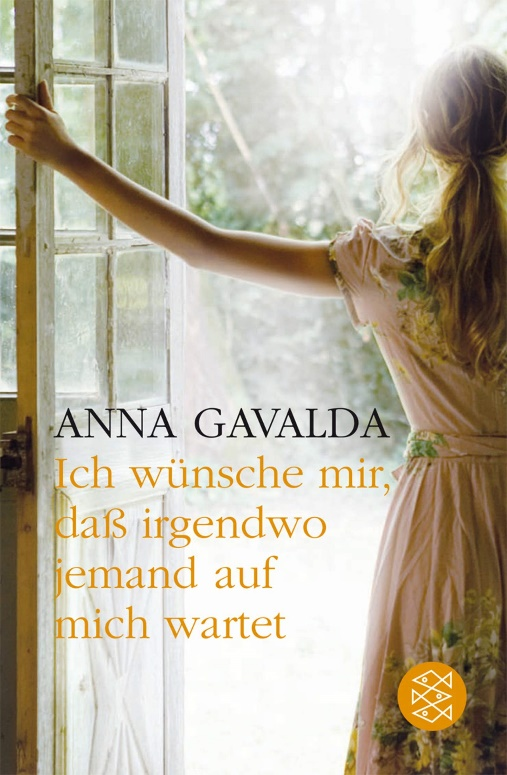 ANNA GAVALDA
Ich wünsche mir,
daß irgendwo
jemand auf
mich wartet